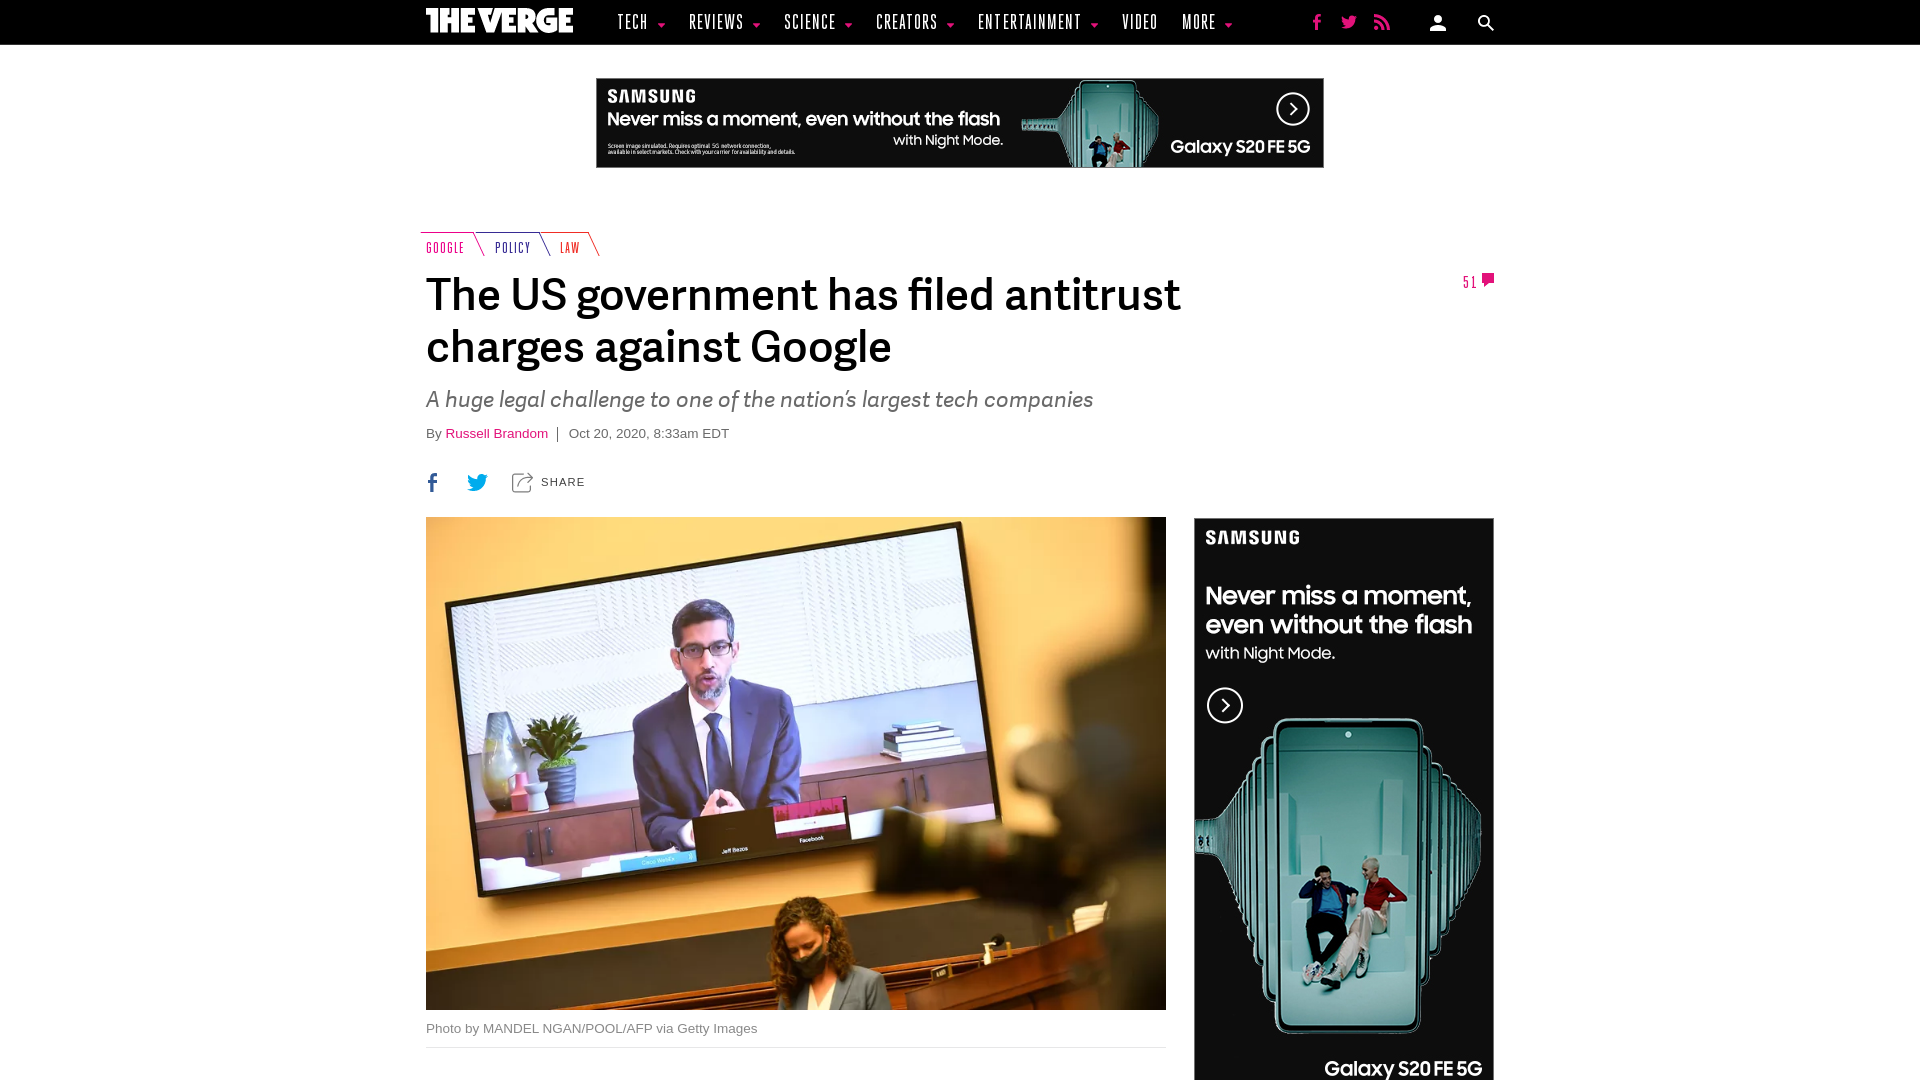 THE VERGE
TECH REVIEWS SCIENCE CREATORS ENTERTAINMENT VIDEO MORE
SAMSUNG
Never miss a moment, even without the flash
with Night Mode.
Screen image simulated. Requires optimal 5G network connection,
available in select markets. Check with your carrier for availability and details.
Galaxy S20 FE 5G
GOOGLE POLICY LAW
The US government has filed antitrust
charges against Google
51
A huge legal challenge to one of the nation’s largest tech companies
By Russell Brandom | Oct 20, 2020, 8:33am EDT
SHARE
Cisco Webex
Jeff Bezos
Facebook
Photo by MANDEL NGAN/POOL/AFP via Getty Images
SAMSUNG
Never miss a moment,
even without the flash
with Night Mode.
Galaxy S20 FE 5G